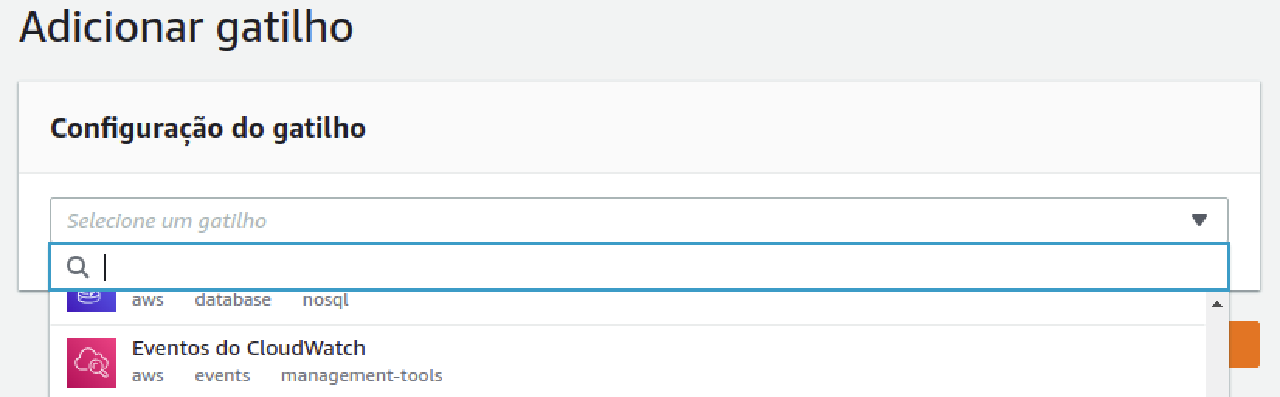 Adicionar gatilho
Configuração do gatilho
Selecione um gatilho
aws database nosql
Eventos do CloudWatch
aws events management-tools